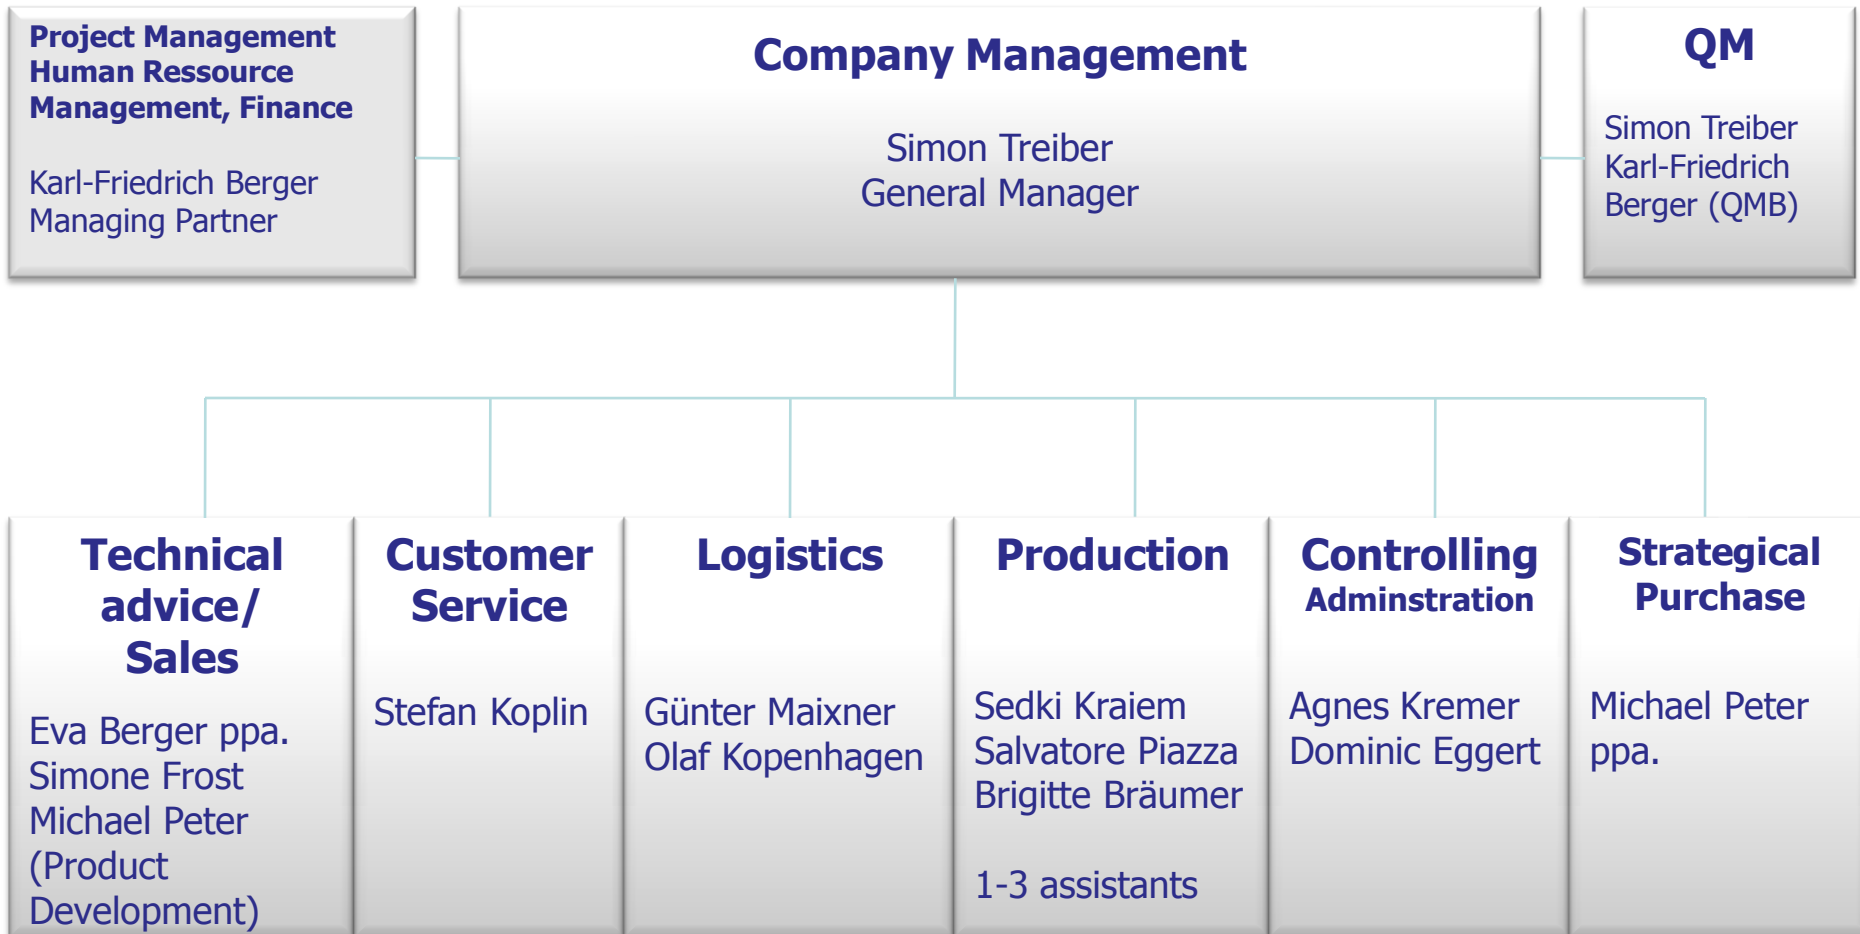 Project Management
Human Ressource
Management, Finance
Karl-Friedrich Berger
Managing Partner
Company Management
Simon Treiber
General Manager
QM
Simon Treiber
Karl-Friedrich
Berger (QMB)
Technical
advice/
Sales
Eva Berger ppa.
Simone Frost
Michael Peter
(Product
Development)
Customer
Service
Stefan Koplin
Logistics
Günter Maixner
Olaf Kopenhagen
Production
Sedki Kraiem
Salvatore Piazza
Brigitte Bräumer
1-3 assistants
Controlling
Adminstration
Agnes Kremer
Dominic Eggert
Strategical
Purchase
Michael Peter
ppa.